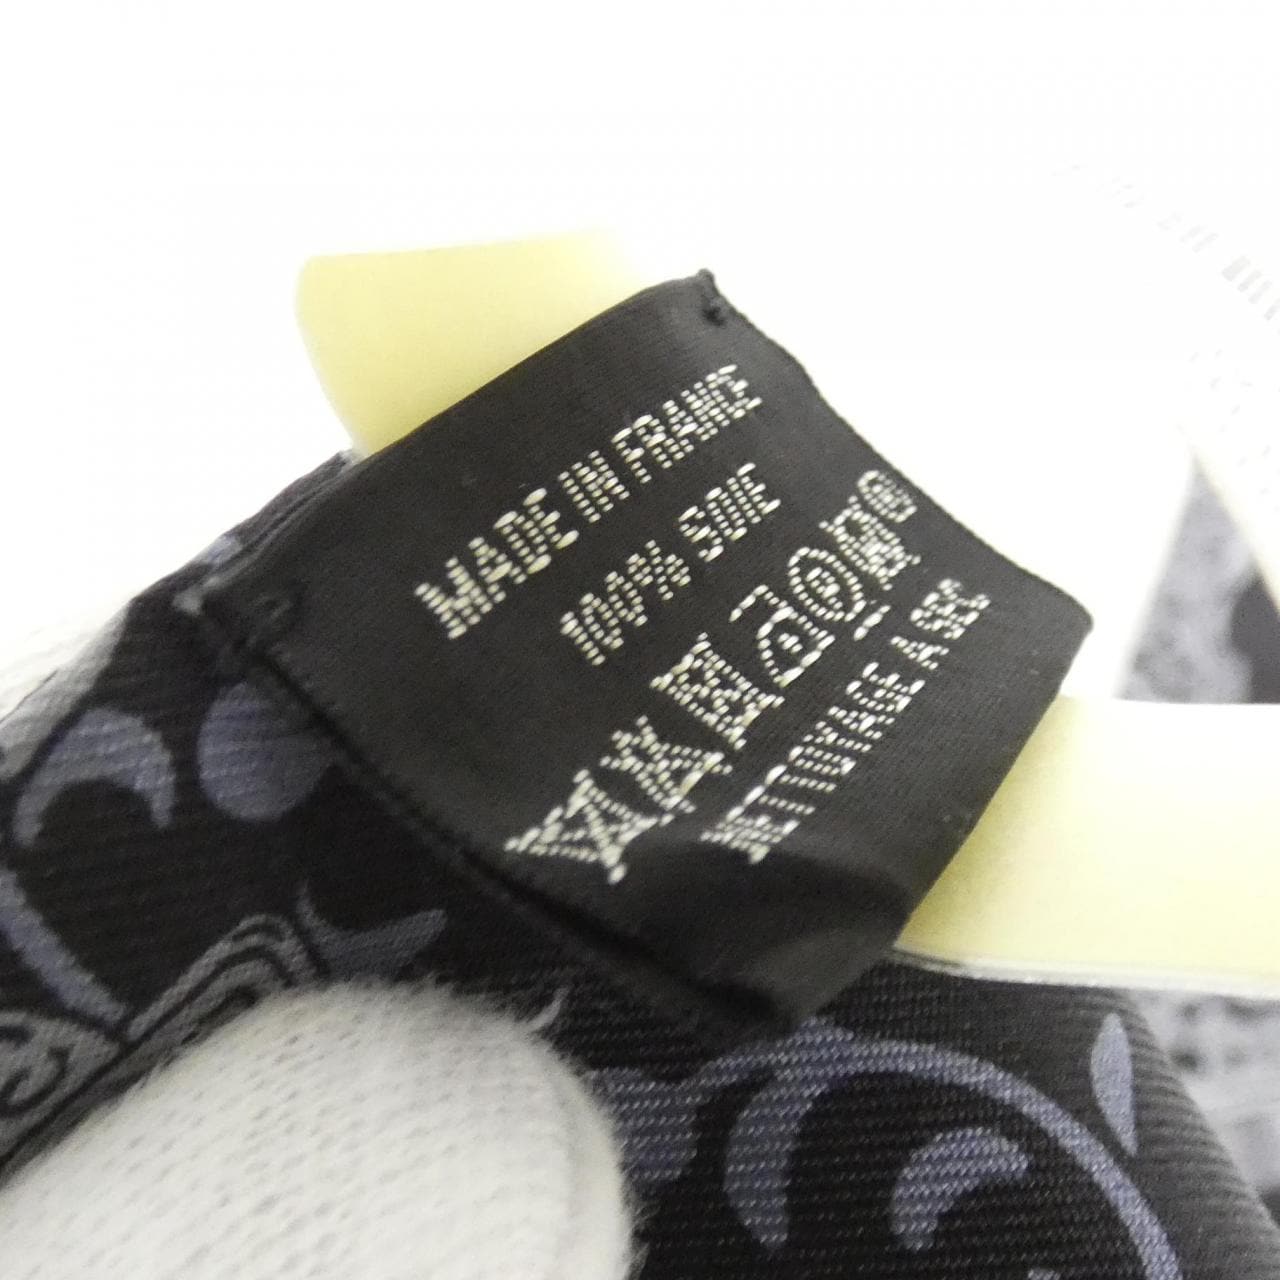 MADE IN FRANCE
100% SOIE
NETTOYAGE A SEC